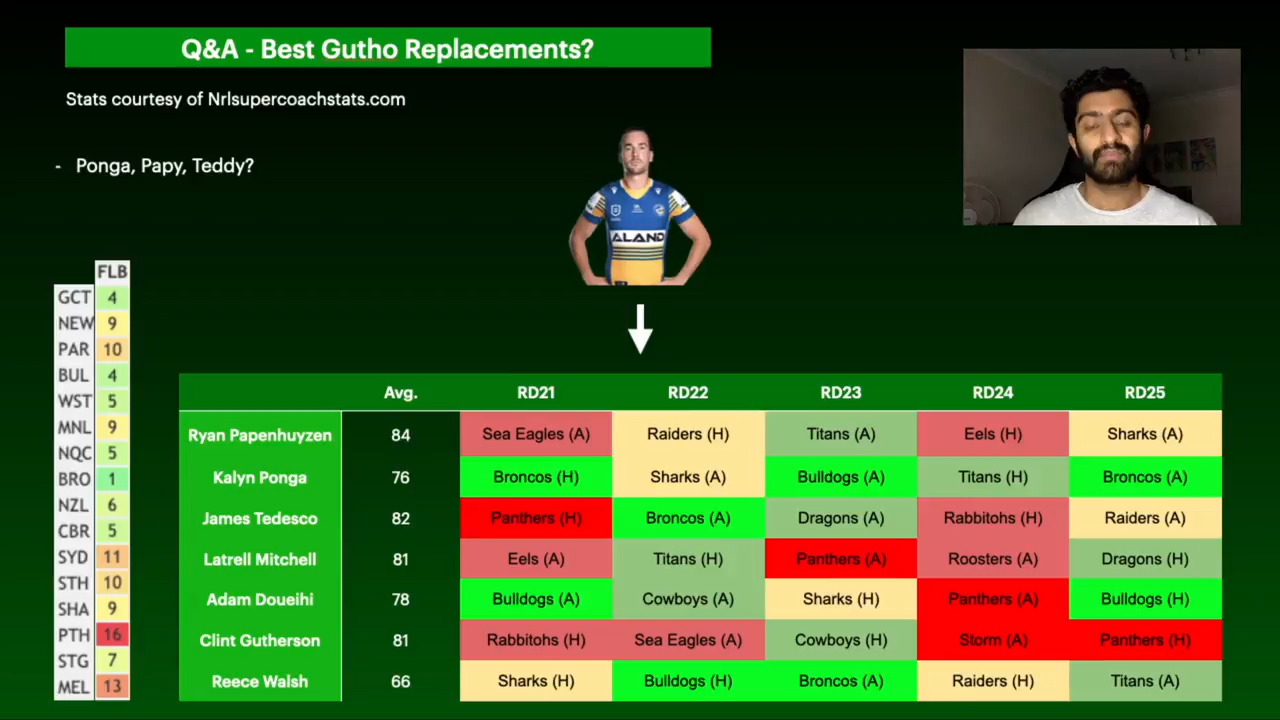 Q&A - Best Gutho Replacements?
Stats courtesy of Nrlsupercoachstats.com
- Ponga, Papy, Teddy?
ALAND
FLB
GCT 4
NEW 9
PAR 10
BUL 4
WST 5
MNL 9
NQC 5
BRO 1
NZL 6
CBR 5
SYD 11
STH 10
SHA 9
PTH 16
STG 7
MEL 13
Avg. RD21 RD22 RD23 RD24 RD25
Ryan Papenhuyzen 84 Sea Eagles (A) Raiders (H) Titans (A) Eels (H) Sharks (A)
Kalyn Ponga 76 Broncos (H) Sharks (A) Bulldogs (A) Titans (H) Broncos (A)
James Tedesco 82 Panthers (H) Broncos (A) Dragons (A) Rabbitohs (H) Raiders (A)
Latrell Mitchell 81 Eels (A) Titans (H) Panthers (A) Roosters (A) Dragons (H)
Adam Doueihi 78 Bulldogs (A) Cowboys (A) Sharks (H) Panthers (A) Bulldogs (H)
Clint Gutherson 81 Rabbitohs (H) Sea Eagles (A) Cowboys (H) Storm (A) Panthers (H)
Reece Walsh 66 Sharks (H) Bulldogs (H) Broncos (A) Raiders (H) Titans (A)